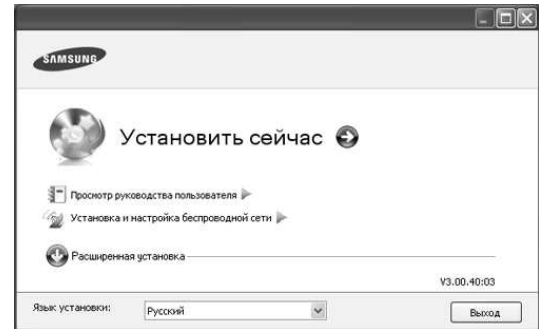 SAMSUNG
Установить сейчас
Просмотр руководства пользователя
Установка и настройка беспроводной сети
Расширенная установка
V3.00.40:03
Язык установки: Русский Выход